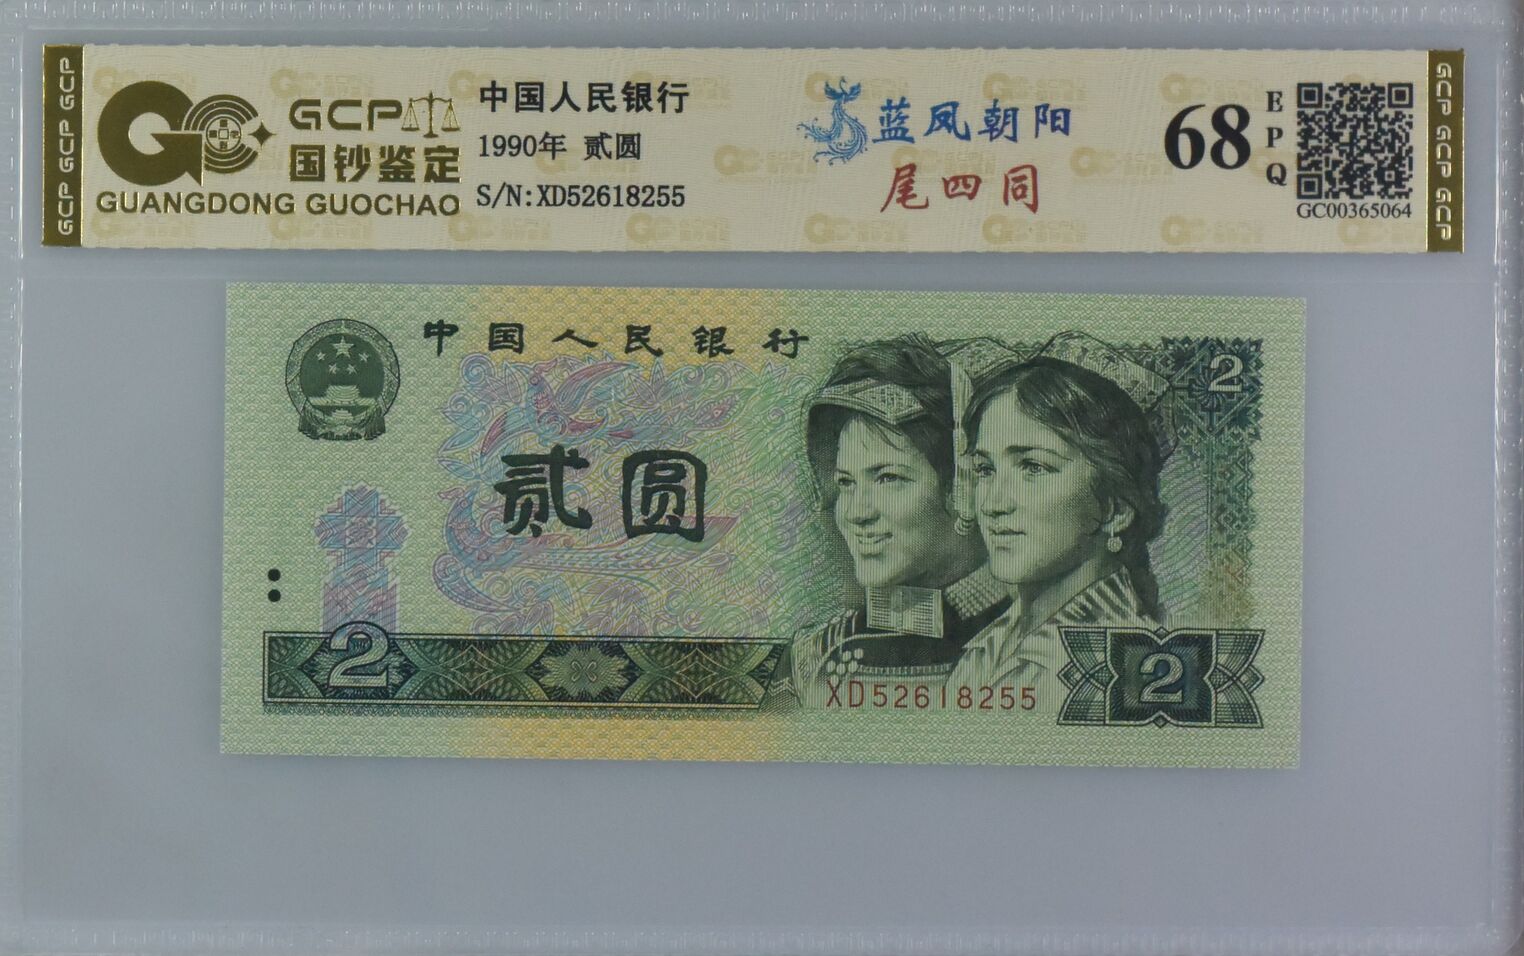 GCP GCP GCP
GCP
国钞鉴定
GUANGDONG GUOCHAO
中国人民银行
1990年 贰圆
S/N:XD52618255
蓝凤朝阳
尾四同
68
EPQ
GC00365064
GCP GCP GCP
中国人民银行
贰圆
2
2
2
XD52618255